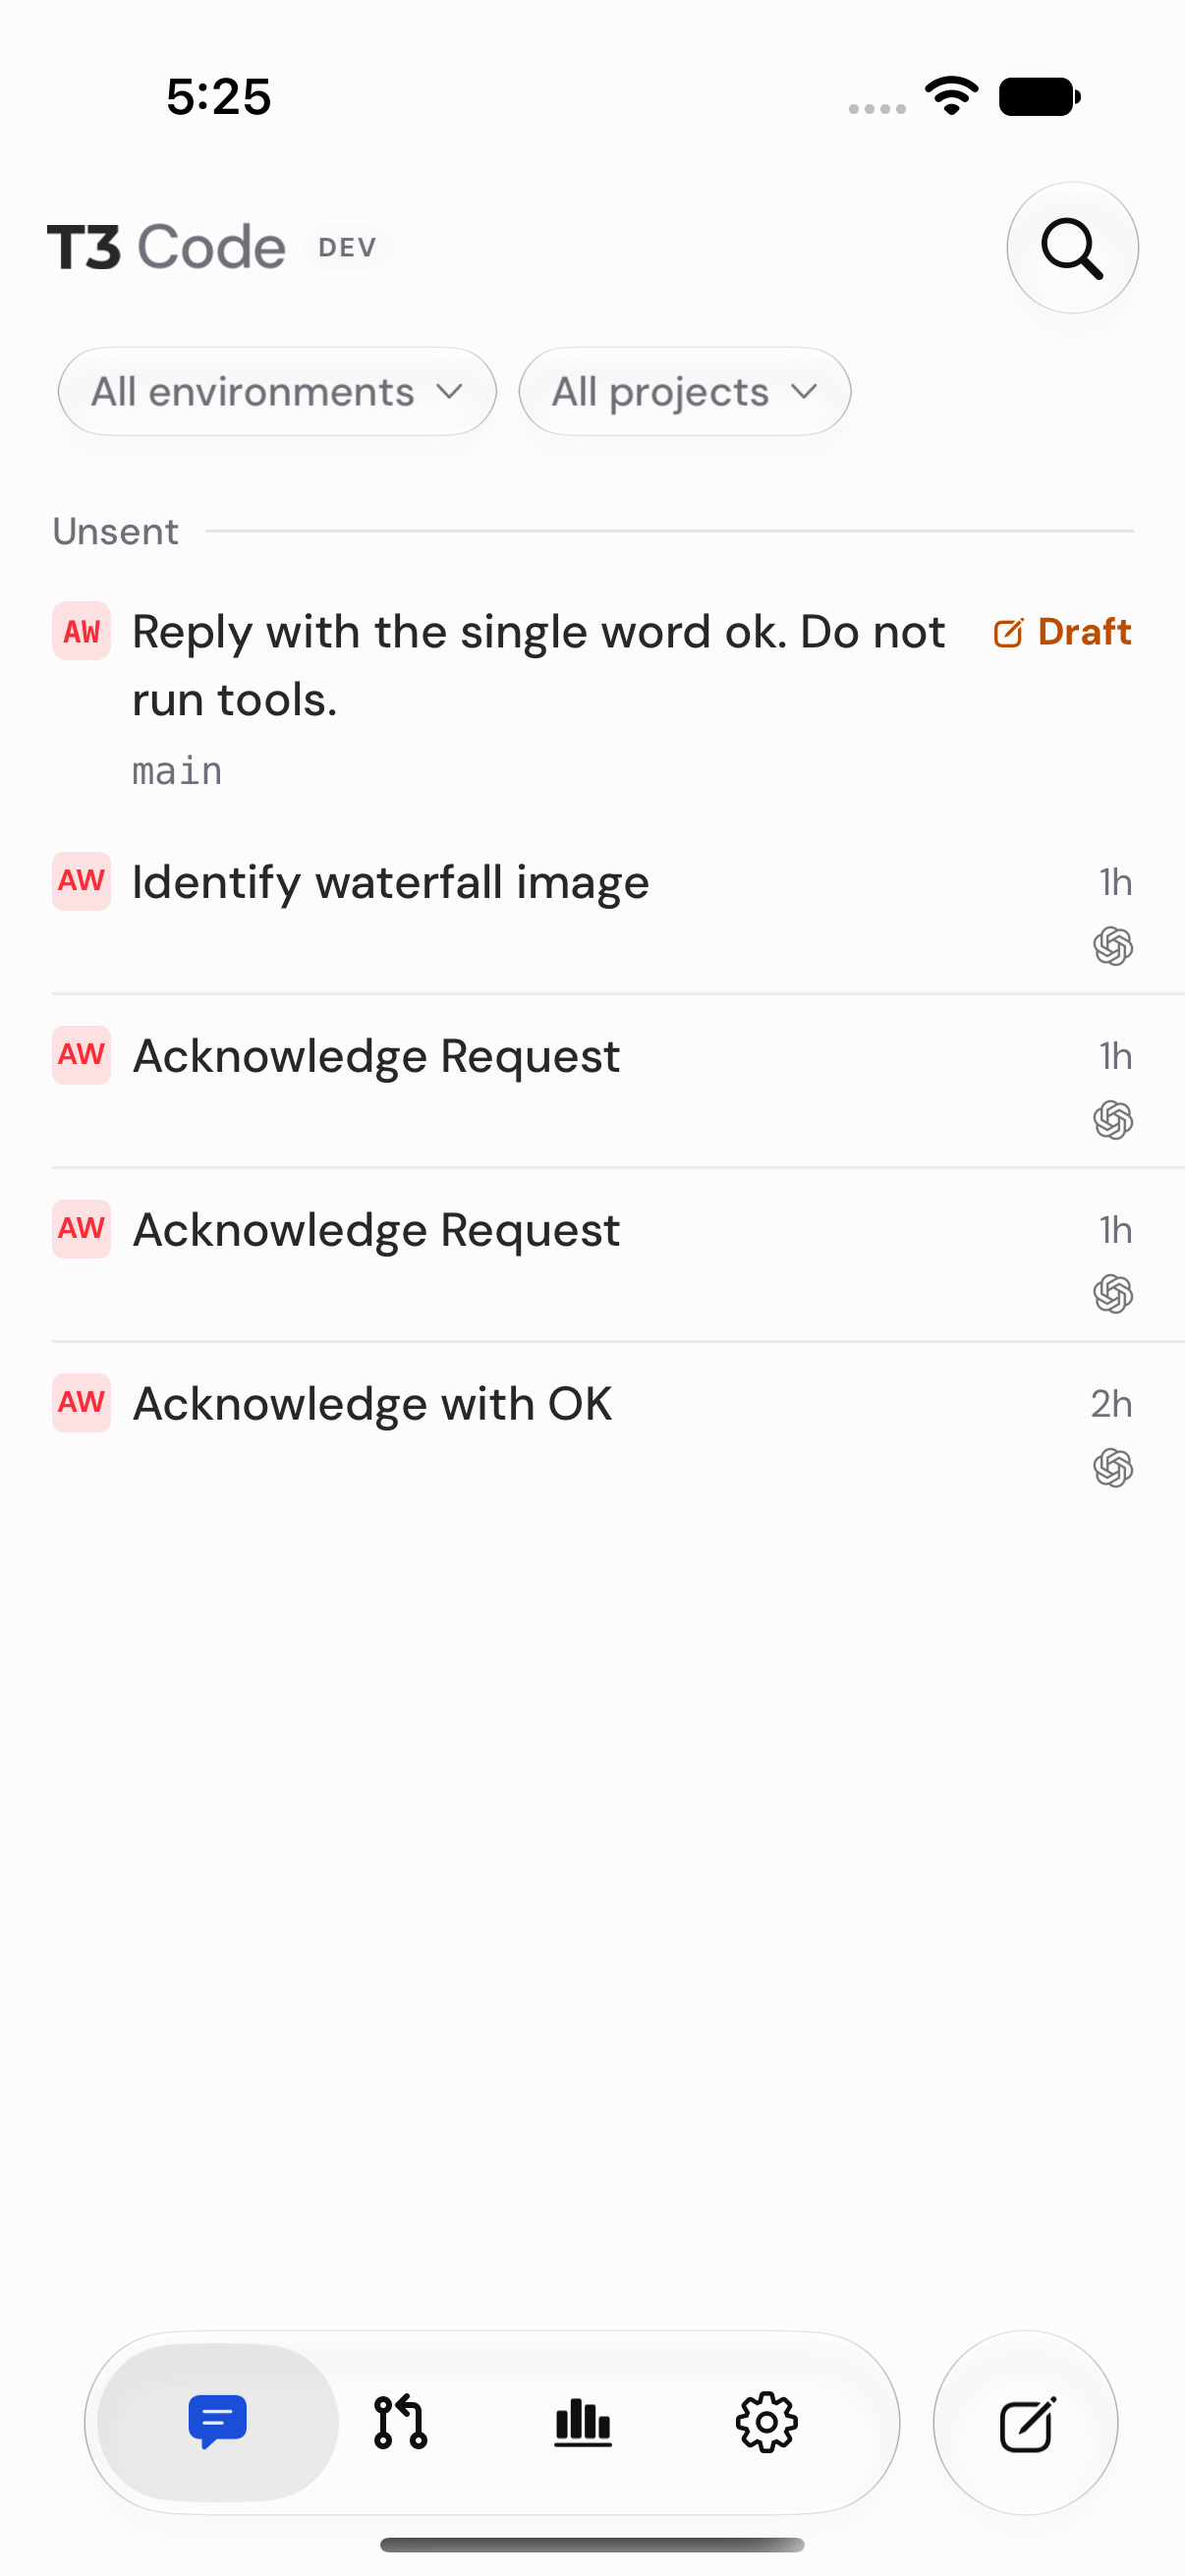 5:25
T3 Code DEV
All environments
All projects
Unsent
AW Reply with the single word ok. Do not Draft
run tools.
main
AW Identify waterfall image 1h
AW Acknowledge Request 1h
AW Acknowledge Request 1h
AW Acknowledge with OK 2h